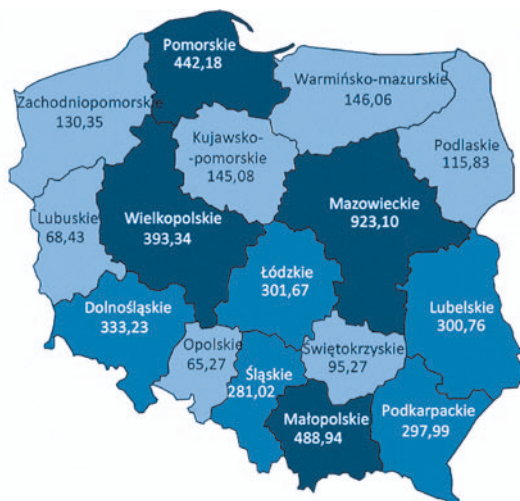 Pomorskie
442,18
Warmińsko-mazurskie
146,06
Zachodniopomorskie
130,35
Kujawsko-
-pomorskie
145,08
Podlaskie
115,83
Lubuskie
68,43
Wielkopolskie
393,34
Mazowieckie
923,10
Łódzkie
301,67
Dolnośląskie
333,23
Lubelskie
300,76
Opolskie
65,27
Śląskie
281,02
Świętokrzyskie
95,27
Małopolskie
488,94
Podkarpackie
297,99